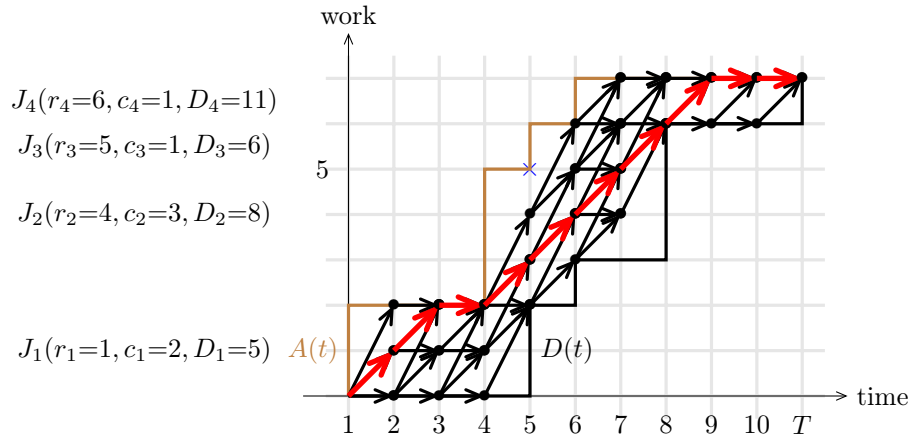 work
J₄(r₄=6, c₄=1, D₄=11)
J₃(r₃=5, c₃=1, D₃=6)
5
J₂(r₂=4, c₂=3, D₂=8)
J₁(r₁=1, c₁=2, D₁=5) A(t) D(t)
time
1 2 3 4 5 6 7 8 9 10 T